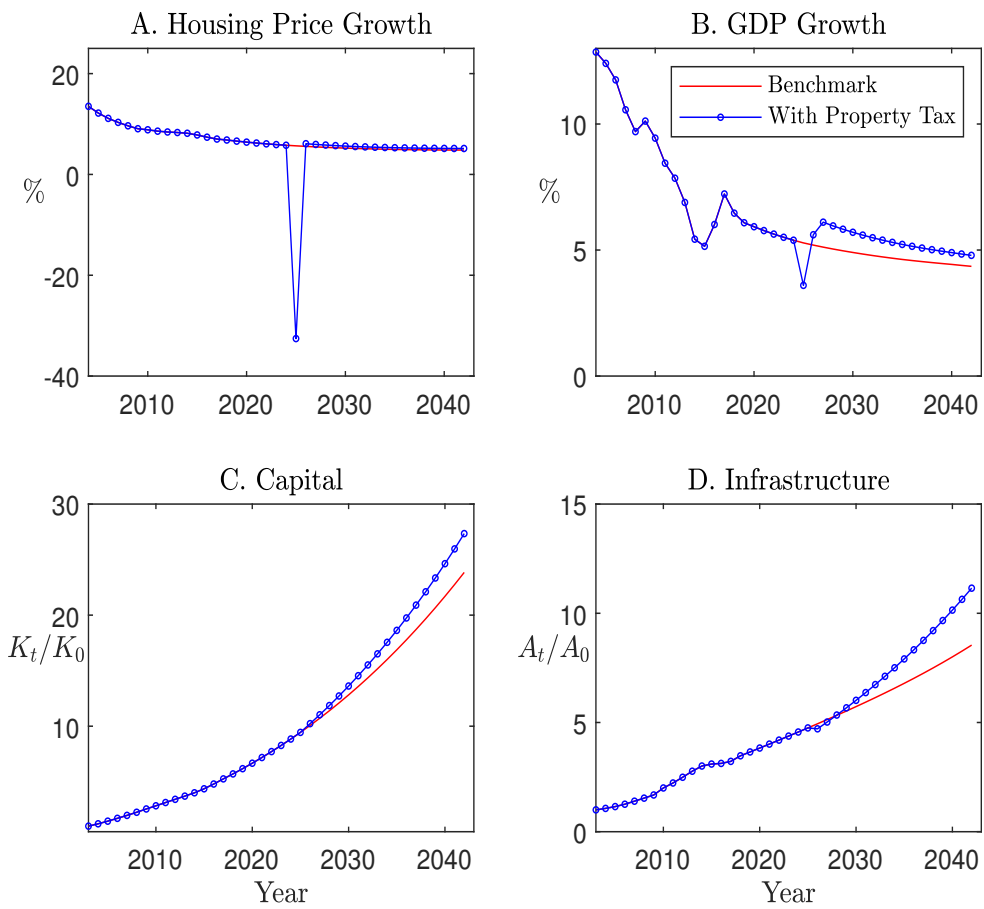 A. Housing Price Growth
20
0
-20
-40
%
2010 2020 2030 2040
B. GDP Growth
Benchmark
With Property Tax
10
5
0
%
2010 2020 2030 2040
C. Capital
30
20
10
K_t/K_0
2010 2020 2030 2040
Year
D. Infrastructure
15
10
5
0
A_t/A_0
2010 2020 2030 2040
Year